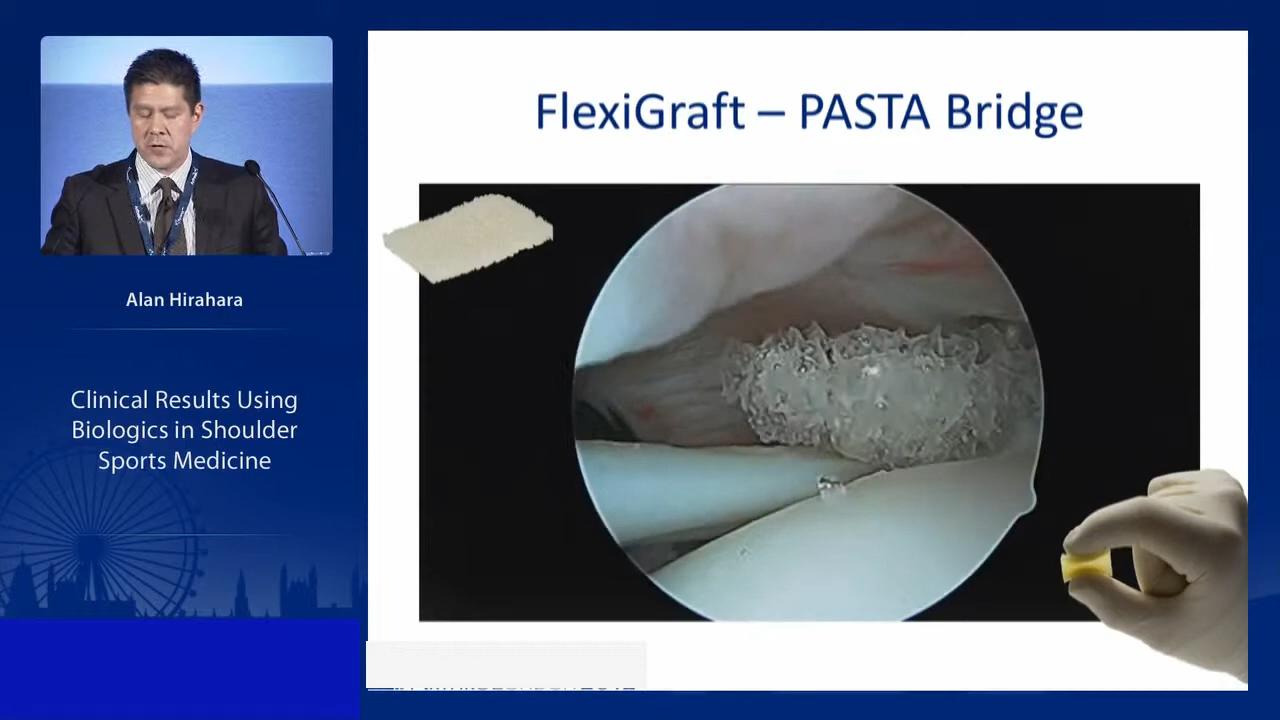 FlexiGraft – PASTA Bridge
Alan Hirahara
Clinical Results Using
Biologics in Shoulder
Sports Medicine